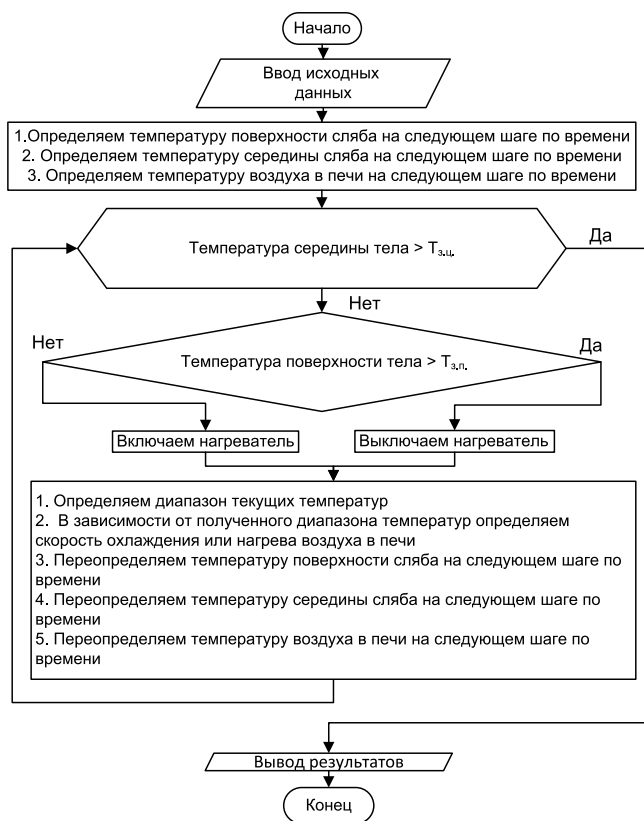 Начало
Ввод исходных
данных
1.Определяем температуру поверхности сляба на следующем шаге по времени
2. Определяем температуру середины сляба на следующем шаге по времени
3. Определяем температуру воздуха в печи на следующем шаге по времени
Температура середины тела > Тз.ц.
Да
Нет
Нет
Температура поверхности тела > Тз.п.
Да
Включаем нагреватель
Выключаем нагреватель
1. Определяем диапазон текущих температур
2. В зависимости от полученного диапазона температур определяем
скорость охлаждения или нагрева воздуха в печи
3. Переопределяем температуру поверхности сляба на следующем шаге по
времени
4. Переопределяем температуру середины сляба на следующем шаге по
времени
5. Переопределяем температуру воздуха в печи на следующем шаге по
времени
Вывод результатов
Конец